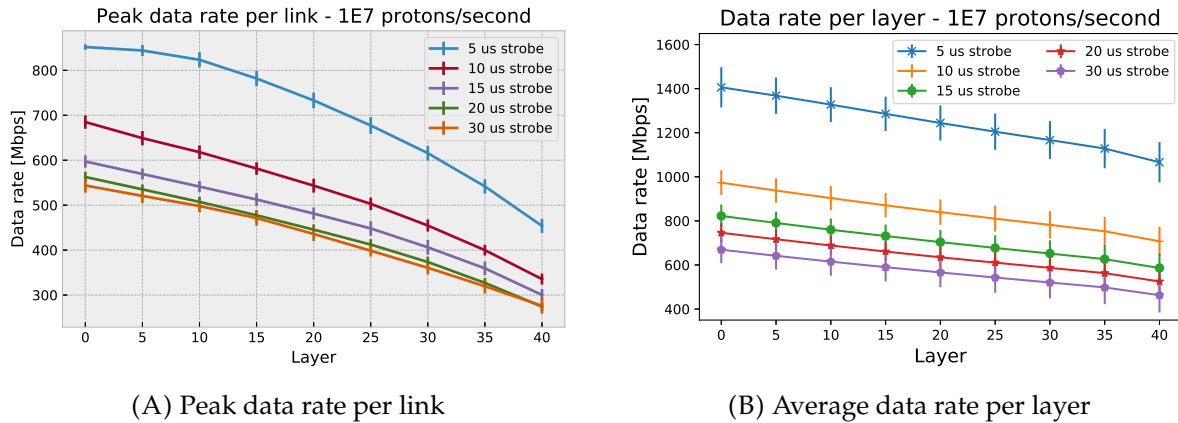 Peak data rate per link - 1E7 protons/second
Data rate [Mbps]
800
700
600
500
400
300
5 us strobe
10 us strobe
15 us strobe
20 us strobe
30 us strobe
0 5 10 15 20 25 30 35 40
Layer
(A) Peak data rate per link
Data rate per layer - 1E7 protons/second
Data rate [Mbps]
1600
1400
1200
1000
800
600
400
5 us strobe
10 us strobe
15 us strobe
20 us strobe
30 us strobe
0 5 10 15 20 25 30 35 40
Layer
(B) Average data rate per layer